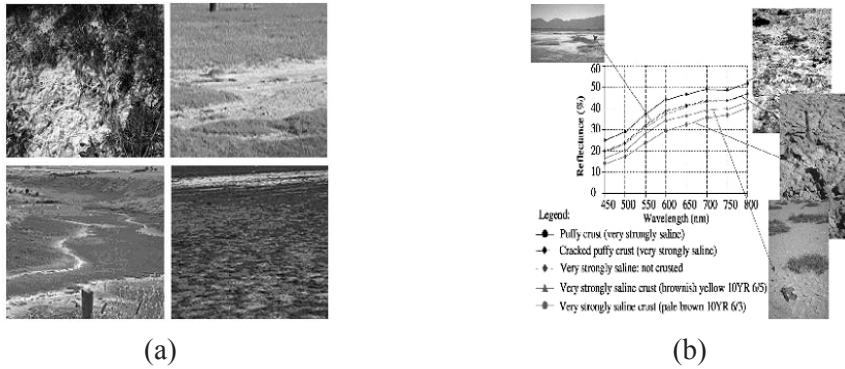 60
50
40
30
20
10
0
Reflectance (%)
450 500 550 600 650 700 750 800
Wavelength (nm)
Legend:
Puffy crust (very strongly saline)
Cracked puffy crust (very strongly saline)
Very strongly saline: not crusted
Very strongly saline crust (brownish yellow 10YR 6/5)
Very strongly saline crust (pale brown 10YR 6/3)
(a) (b)